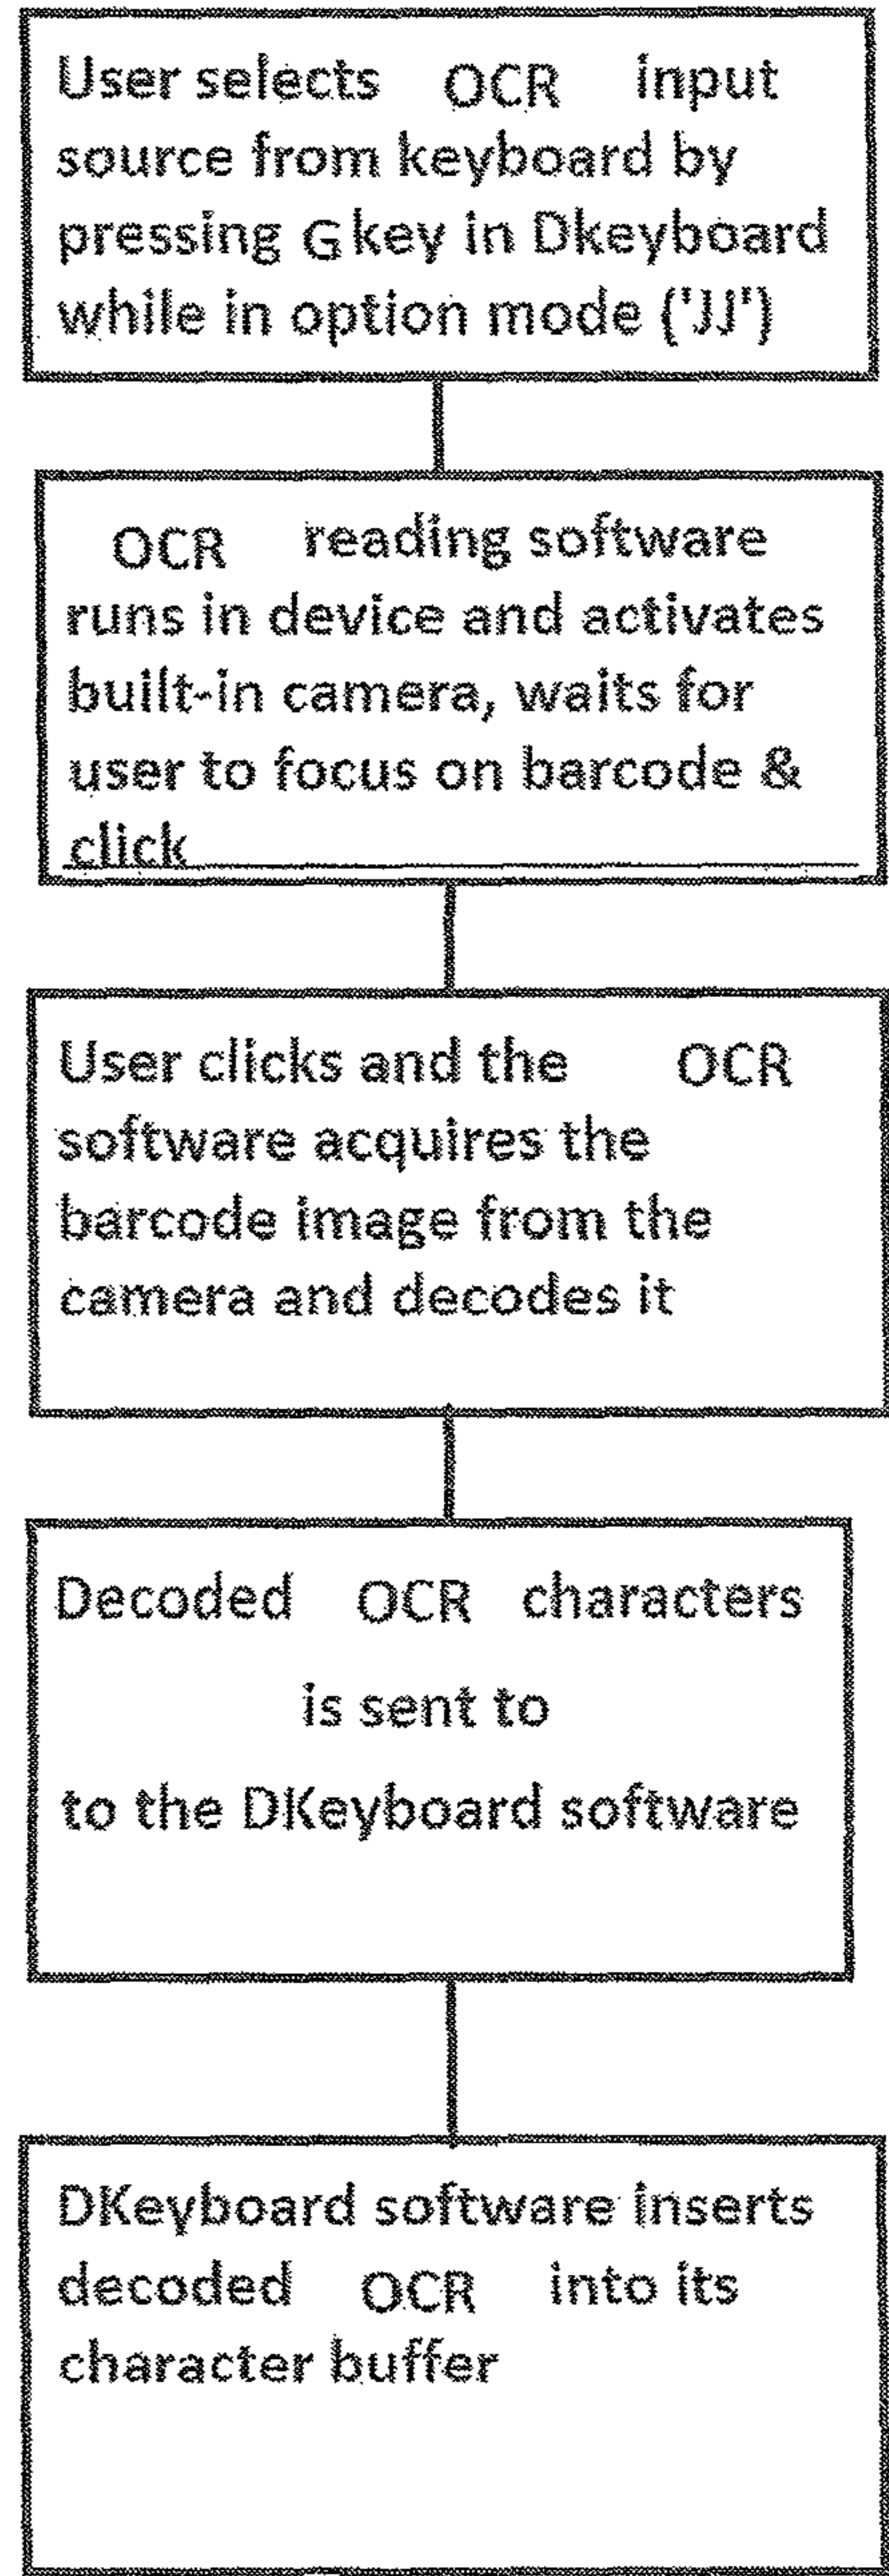 User selects OCR input
source from keyboard by
pressing G key in Dkeyboard
while in option mode ('JJ')
OCR reading software
runs in device and activates
built-in camera, waits for
user to focus on barcode &
click
User clicks and the OCR
software acquires the
barcode image from the
camera and decodes it
Decoded OCR characters
is sent to
to the DKeyboard software
DKeyboard software inserts
decoded OCR into its
character buffer